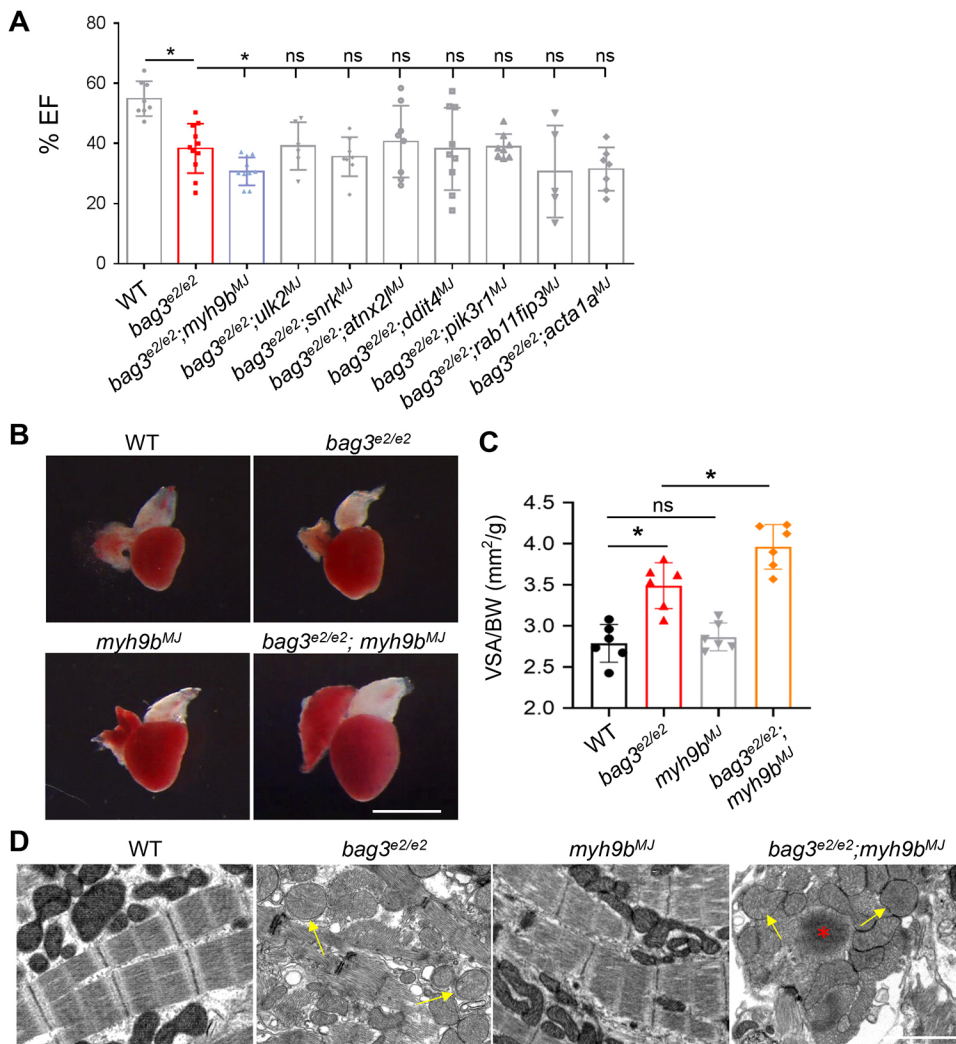 A
* * ns ns ns ns ns ns ns
% EF
80
60
40
20
0
WT
bag3e2/e2
bag3e2/e2;myh9bMJ
bag3e2/e2;ulk2MJ
bag3e2/e2;snrkMJ
bag3e2/e2;atnx2lMJ
bag3e2/e2;ddit4MJ
bag3e2/e2;pik3r1MJ
bag3e2/e2;rab11fip3MJ
bag3e2/e2;acta1aMJ
B
WT
bag3e2/e2
myh9bMJ
bag3e2/e2; myh9bMJ
C
*
ns
*
VSA/BW (mm2/g)
4.5
4.0
3.5
3.0
2.5
2.0
WT
bag3e2/e2
myh9bMJ
bag3e2/e2;
myh9bMJ
D
WT
bag3e2/e2
myh9bMJ
bag3e2/e2;myh9bMJ
*